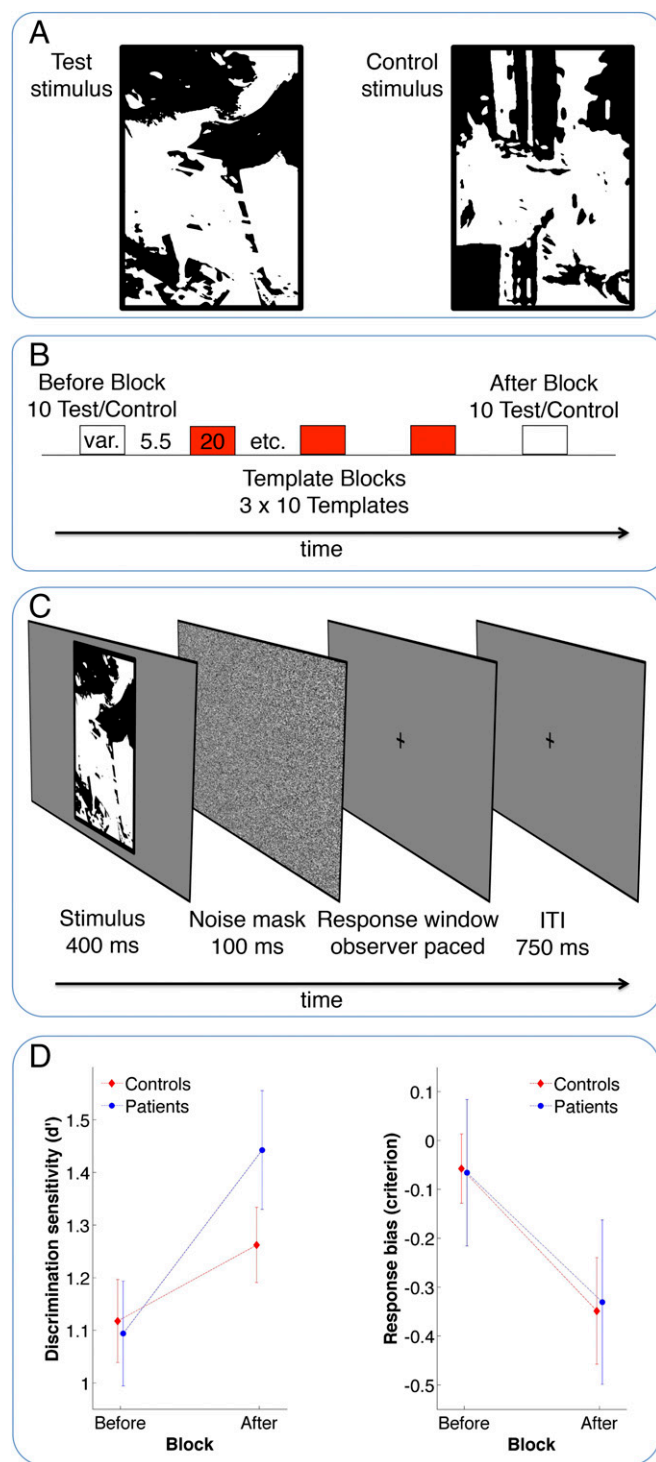 A
Test
stimulus
Control
stimulus
B
Before Block
10 Test/Control
After Block
10 Test/Control
var. 5.5 20 etc.
Template Blocks
3 x 10 Templates
time
C
Stimulus
400 ms
Noise mask
100 ms
Response window
observer paced
ITI
750 ms
time
D
Controls
Patients
Discrimination sensitivity (d')
1.5
1.4
1.3
1.2
1.1
1
Before
After
Block
Controls
Patients
Response bias (criterion)
0.1
0
-0.1
-0.2
-0.3
-0.4
-0.5
Before
After
Block